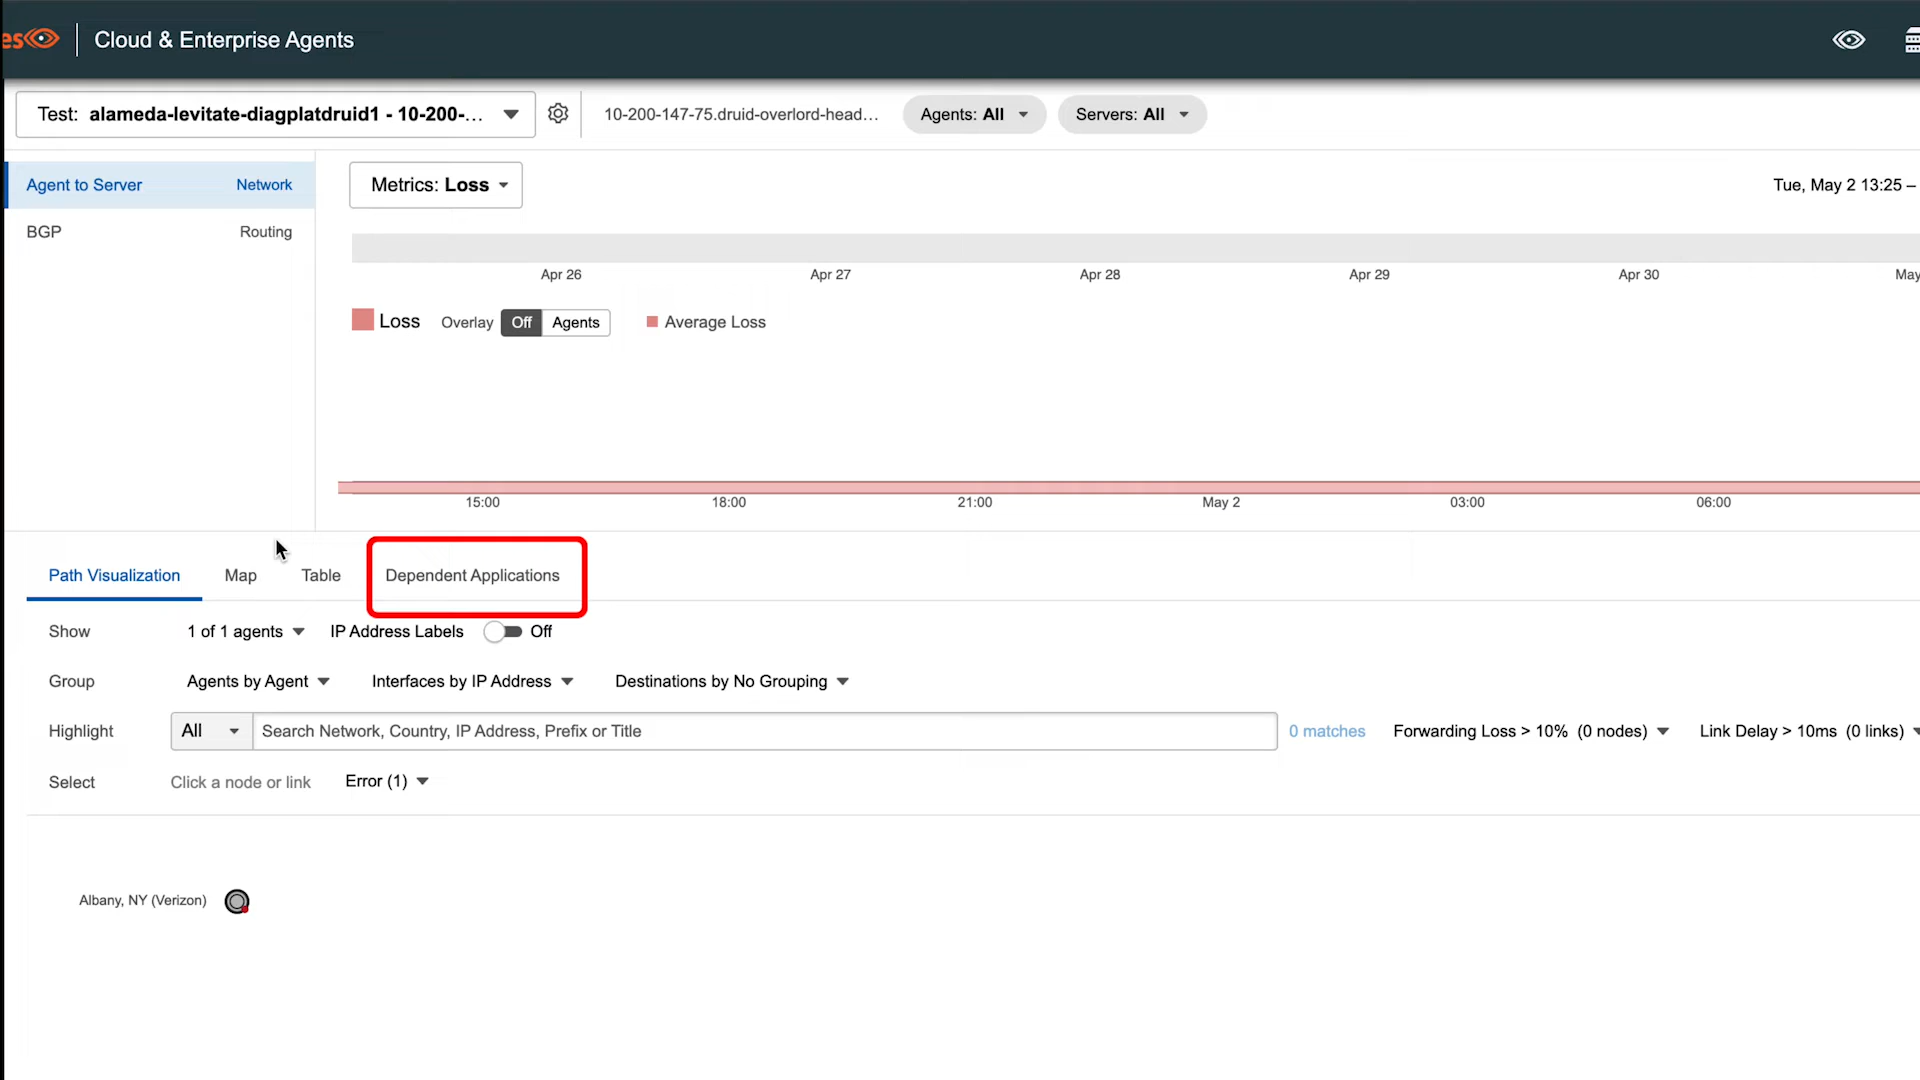 es
Cloud & Enterprise Agents
Test: alameda-levitate-diagplatdruid1 - 10-200-...
10-200-147-75.druid-overlord-head...
Agents: All
Servers: All
Agent to Server Network
BGP Routing
Metrics: Loss
Tue, May 2 13:25 –
Apr 26 Apr 27 Apr 28 Apr 29 Apr 30 May
Loss Overlay Off Agents Average Loss
15:00 18:00 21:00 May 2 03:00 06:00
Path Visualization Map Table Dependent Applications
Show 1 of 1 agents IP Address Labels Off
Group Agents by Agent Interfaces by IP Address Destinations by No Grouping
Highlight All Search Network, Country, IP Address, Prefix or Title 0 matches Forwarding Loss > 10% (0 nodes) Link Delay > 10ms (0 links)
Select Click a node or link Error (1)
Albany, NY (Verizon)